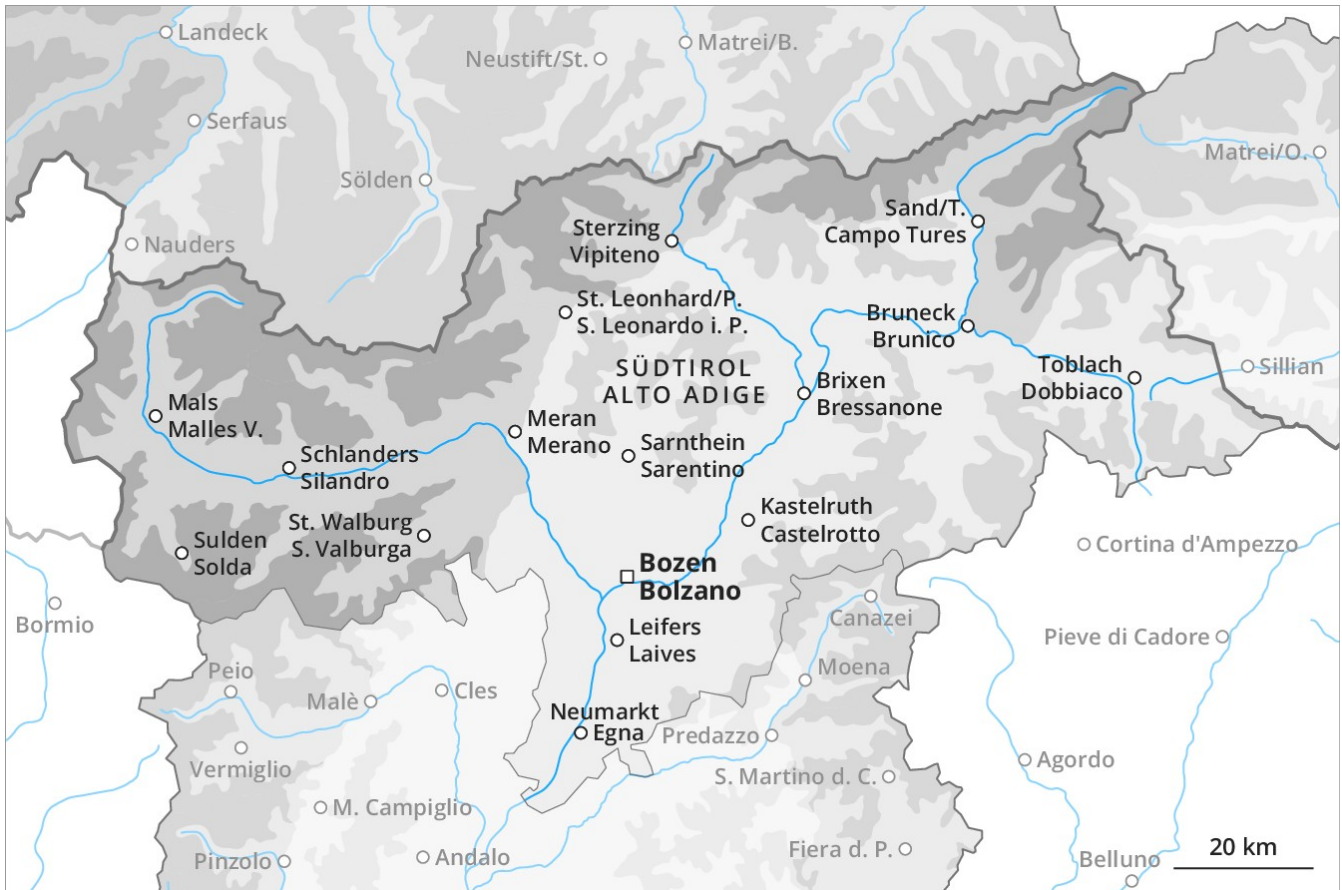 Landeck
Neustift/St.
Matrei/B.
Serfaus
Matrei/O.
Sölden
Nauders
Sand/T.
Campo Tures
Sterzing
Vipiteno
St. Leonhard/P.
S. Leonardo i. P.
Bruneck
Brunico
SÜDTIROL
ALTO ADIGE
Toblach
Dobbiaco
Sillian
Brixen
Bressanone
Mals
Malles V.
Meran
Merano
Sarnthein
Sarentino
Schlanders
Silandro
St. Walburg
S. Valburga
Kastelruth
Castelrotto
Sulden
Solda
Cortina d'Ampezzo
Bozen
Bolzano
Bormio
Canazei
Leifers
Laives
Pieve di Cadore
Peio
Moena
Malè
Cles
Neumarkt
Egna
Predazzo
Vermiglio
Agordo
S. Martino d. C.
M. Campiglio
Fiera d. P.
20 km
Pinzolo
Andalo
Belluno